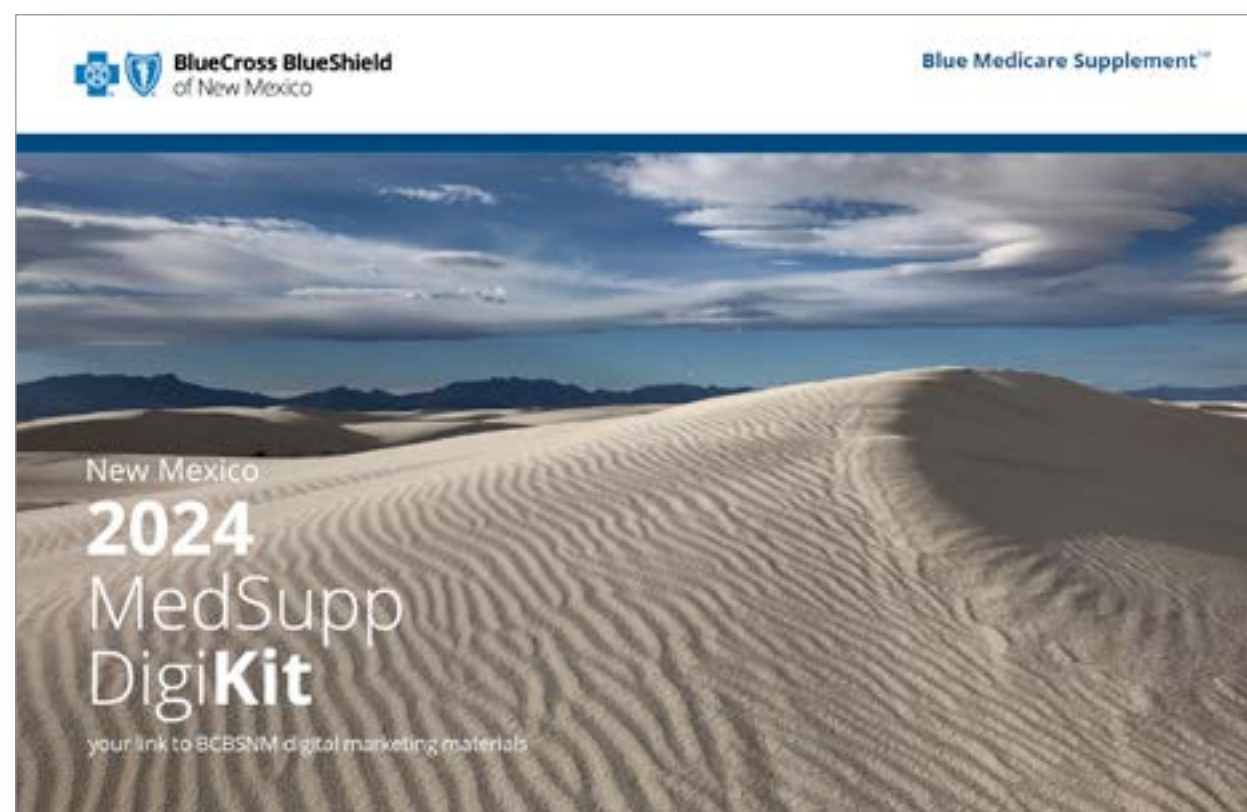 BlueCross BlueShield
of New Mexico
Blue Medicare Supplement℠
New Mexico
2024
MedSupp
DigiKit
your link to BCBSNM digital marketing materials